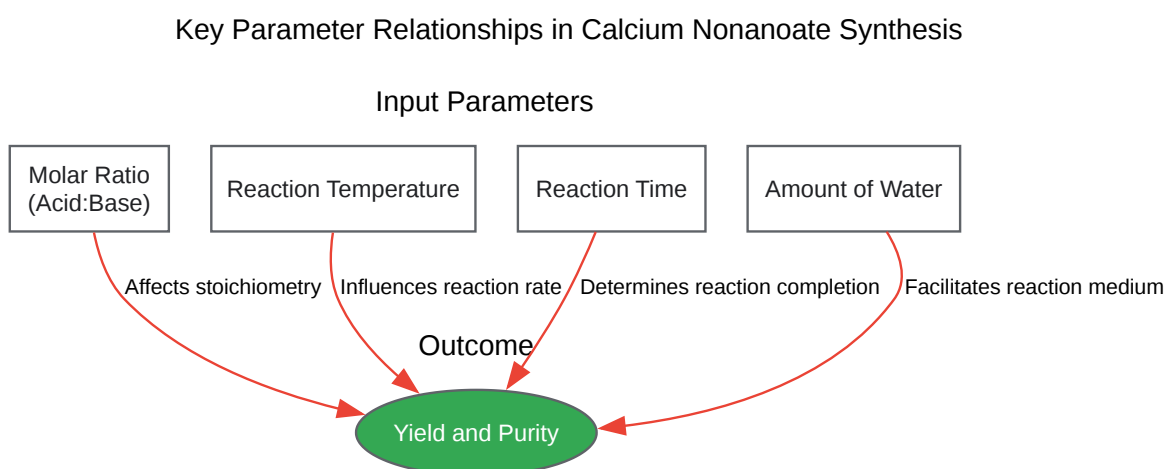 Key Parameter Relationships in Calcium Nonanoate Synthesis
Input Parameters
Molar Ratio
(Acid:Base)
Reaction Temperature
Reaction Time
Amount of Water
Affects stoichiometry
Influences reaction rate
Determines reaction completion
Facilitates reaction medium
Outcome
Yield and Purity